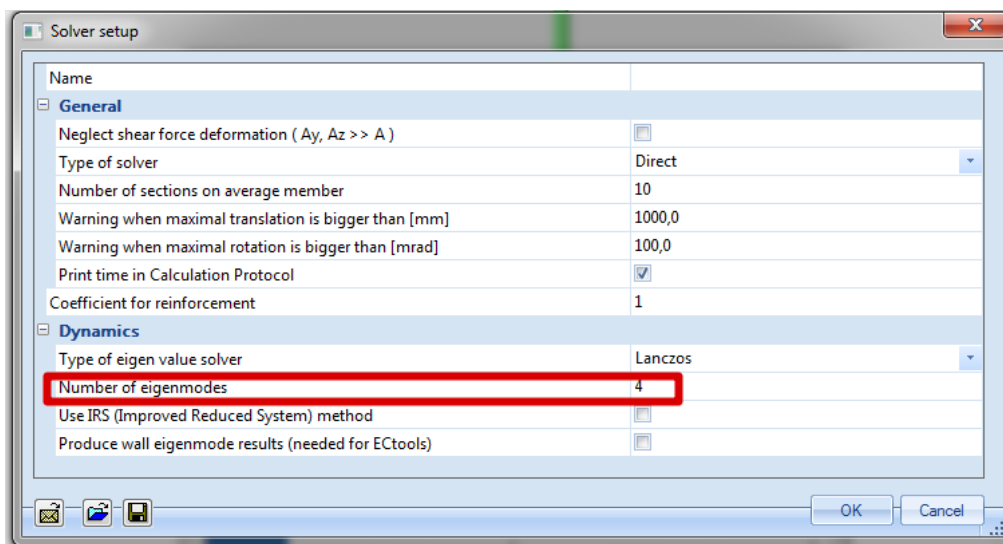 Solver setup
Name
General
Neglect shear force deformation ( Ay, Az >> A )
Type of solver Direct
Number of sections on average member 10
Warning when maximal translation is bigger than [mm] 1000,0
Warning when maximal rotation is bigger than [mrad] 100,0
Print time in Calculation Protocol
Coefficient for reinforcement 1
Dynamics
Type of eigen value solver Lanczos
Number of eigenmodes 4
Use IRS (Improved Reduced System) method
Produce wall eigenmode results (needed for ECtools)
OK Cancel